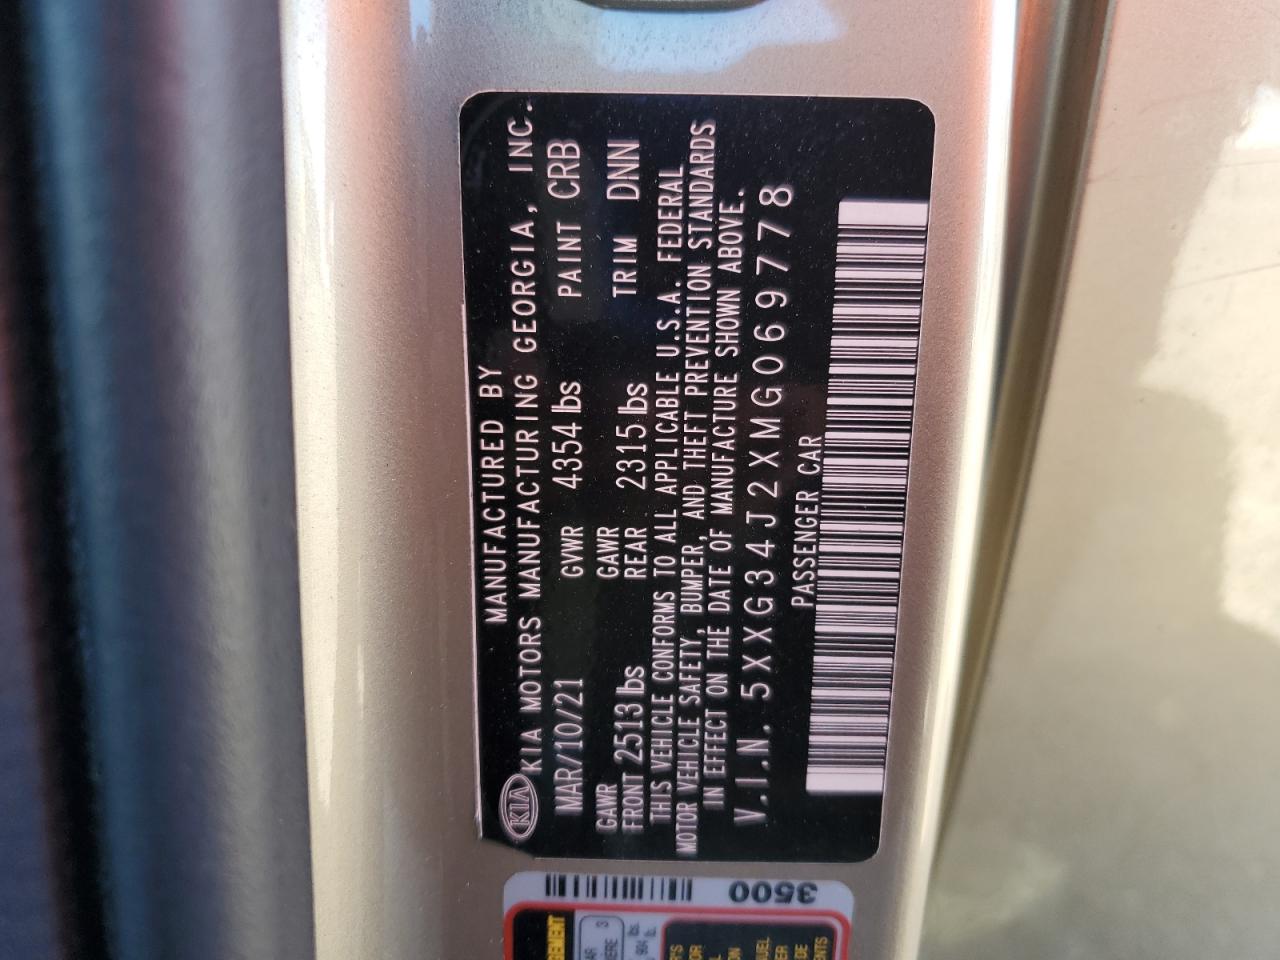 MANUFACTURED BY
KIA KIA MOTORS MANUFACTURING GEORGIA, INC.
MAR/10/21 GVWR 4354 lbs PAINT CRB
GAWR FRONT 2513 lbs GAWR REAR 2315 lbs TRIM DNN
THIS VEHICLE CONFORMS TO ALL APPLICABLE U.S.A. FEDERAL
MOTOR VEHICLE SAFETY, BUMPER, AND THEFT PREVENTION STANDARDS
IN EFFECT ON THE DATE OF MANUFACTURE SHOWN ABOVE.
V.I.N. 5XXG34J2XMG069778
PASSENGER CAR
3500